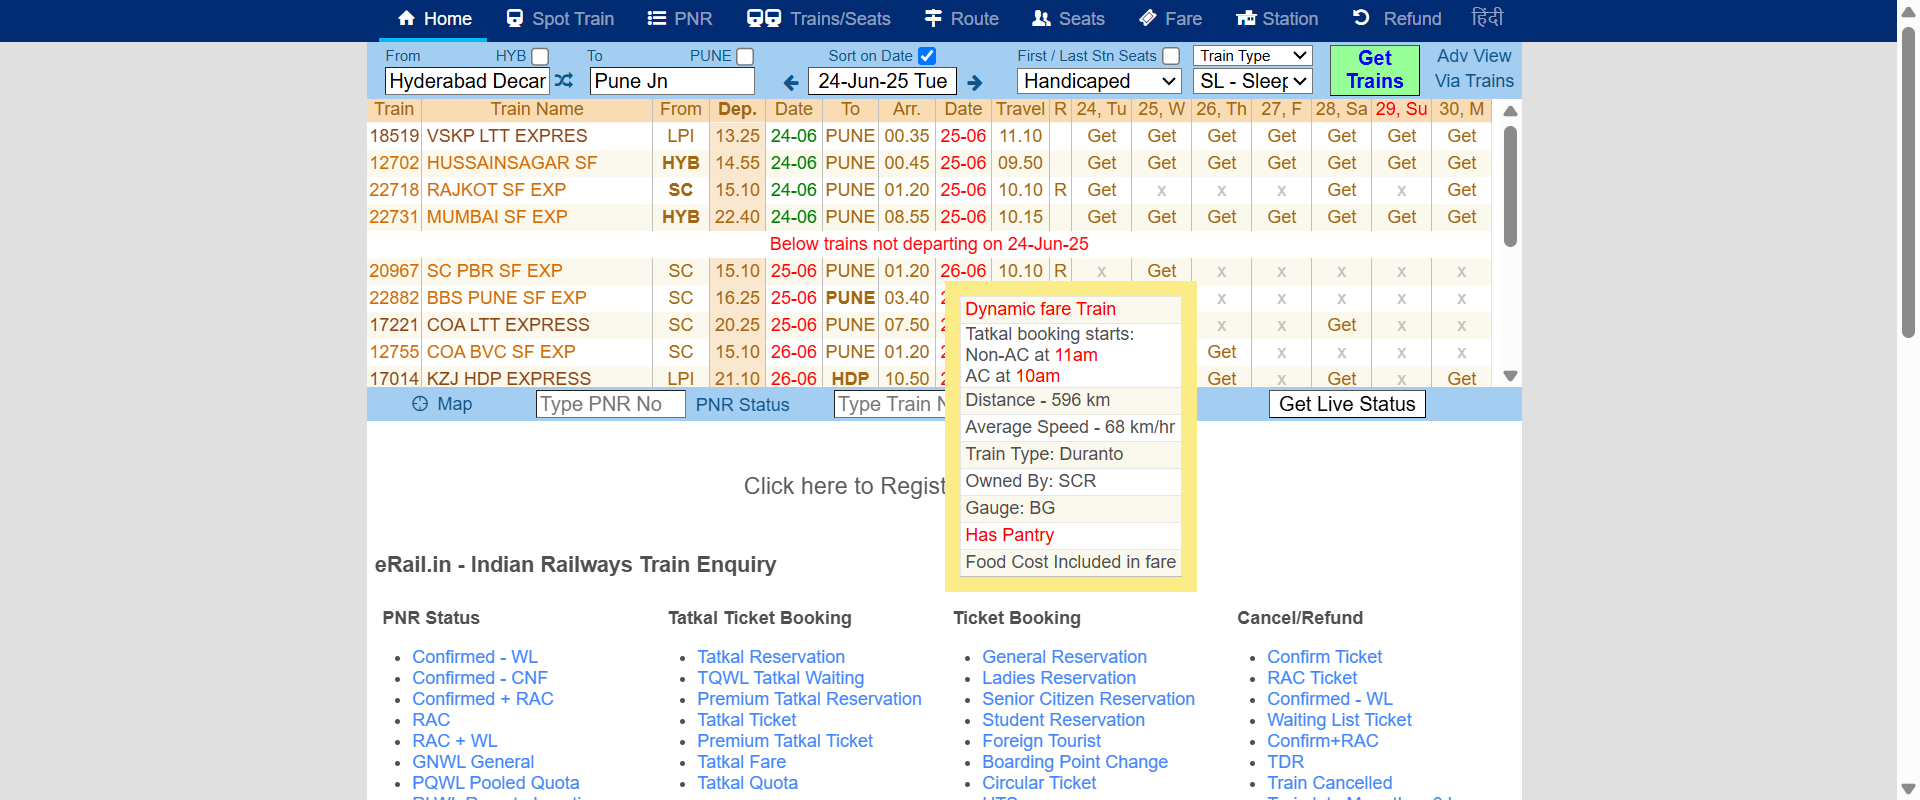 Home Spot Train PNR Trains/Seats Route Seats Fare Station Refund हिंदी
From HYB To PUNE Sort on Date First / Last Stn Seats Train Type Get Trains Adv View
Hyderabad Decar Pune Jn 24-Jun-25 Tue Handicaped SL - Sleep Via Trains
Train Train Name From Dep. Date To Arr. Date Travel R 24, Tu 25, W 26, Th 27, F 28, Sa 29, Su 30, M
18519 VSKP LTT EXPRES LPI 13.25 24-06 PUNE 00.35 25-06 11.10 Get Get Get Get Get Get Get
12702 HUSSAINSAGAR SF HYB 14.55 24-06 PUNE 00.45 25-06 09.50 Get Get Get Get Get Get Get
22718 RAJKOT SF EXP SC 15.10 24-06 PUNE 01.20 25-06 10.10 R Get x x x Get x Get
22731 MUMBAI SF EXP HYB 22.40 24-06 PUNE 08.55 25-06 10.15 Get Get Get Get Get Get Get
Below trains not departing on 24-Jun-25
20967 SC PBR SF EXP SC 15.10 25-06 PUNE 01.20 26-06 10.10 R x Get x x x x x
22882 BBS PUNE SF EXP SC 16.25 25-06 PUNE 03.40 x x x x x
17221 COA LTT EXPRESS SC 20.25 25-06 PUNE 07.50 x x Get x x
12755 COA BVC SF EXP SC 15.10 26-06 PUNE 01.20 Get x x x x
17014 KZJ HDP EXPRESS LPI 21.10 26-06 HDP 10.50 Get x Get x Get
Dynamic fare Train
Tatkal booking starts:
Non-AC at 11am
AC at 10am
Distance - 596 km
Average Speed - 68 km/hr
Train Type: Duranto
Owned By: SCR
Gauge: BG
Has Pantry
Food Cost Included in fare
Map Type PNR No PNR Status Type Train N Get Live Status
Click here to Regist
eRail.in - Indian Railways Train Enquiry
PNR Status
Confirmed - WL
Confirmed - CNF
Confirmed + RAC
RAC
RAC + WL
GNWL General
PQWL Pooled Quota
Tatkal Ticket Booking
Tatkal Reservation
TQWL Tatkal Waiting
Premium Tatkal Reservation
Tatkal Ticket
Premium Tatkal Ticket
Tatkal Fare
Tatkal Quota
Ticket Booking
General Reservation
Ladies Reservation
Senior Citizen Reservation
Student Reservation
Foreign Tourist
Boarding Point Change
Circular Ticket
Cancel/Refund
Confirm Ticket
RAC Ticket
Confirmed - WL
Waiting List Ticket
Confirm+RAC
TDR
Train Cancelled